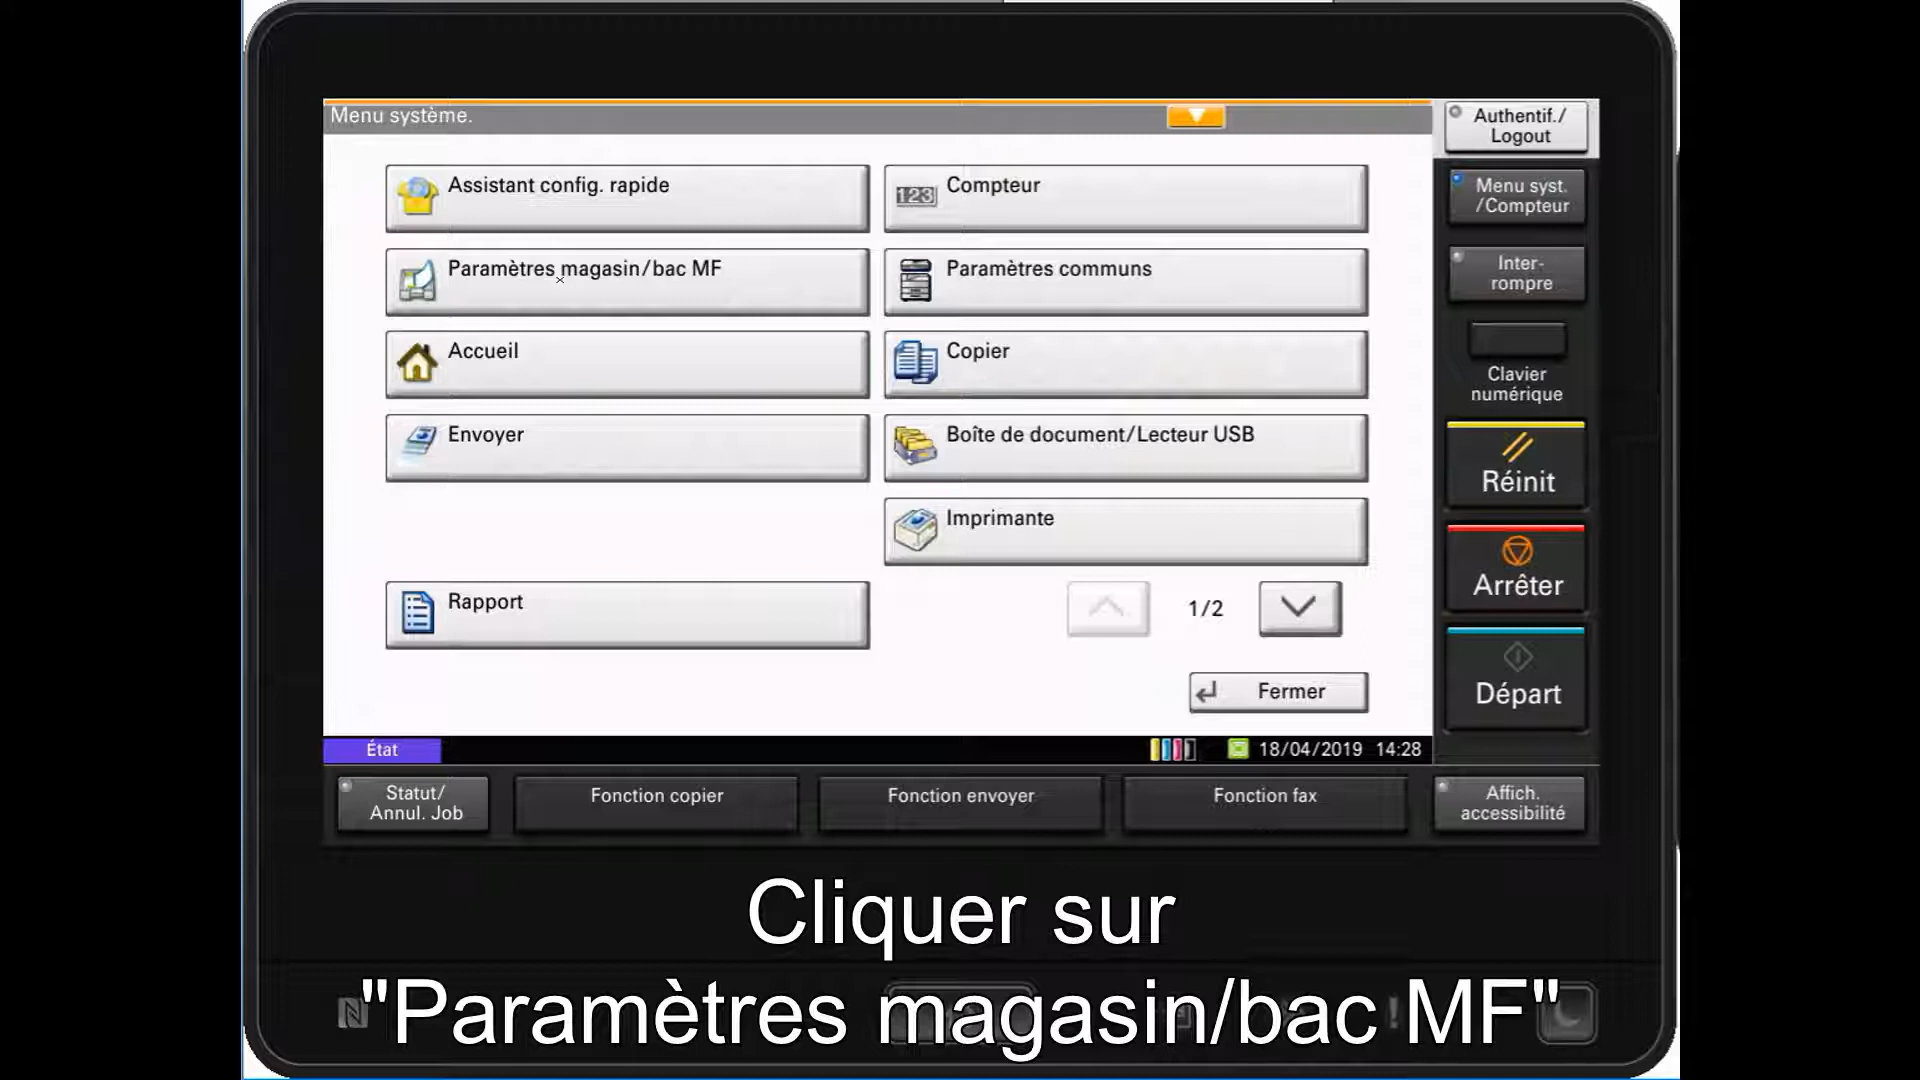 Menu système.
Authentif./
Logout
Assistant config. rapide
Compteur
Menu syst.
/Compteur
Paramètres magasin/bac MF
Paramètres communs
Inter-
rompre
Accueil
Copier
Clavier
numérique
Envoyer
Boîte de document/Lecteur USB
Réinit
Imprimante
Arrêter
Rapport
1/2
Fermer
Départ
État
18/04/2019 14:28
Statut/
Annul. Job
Fonction copier
Fonction envoyer
Fonction fax
Affich.
accessibilité
Cliquer sur
"Paramètres magasin/bac MF"
123